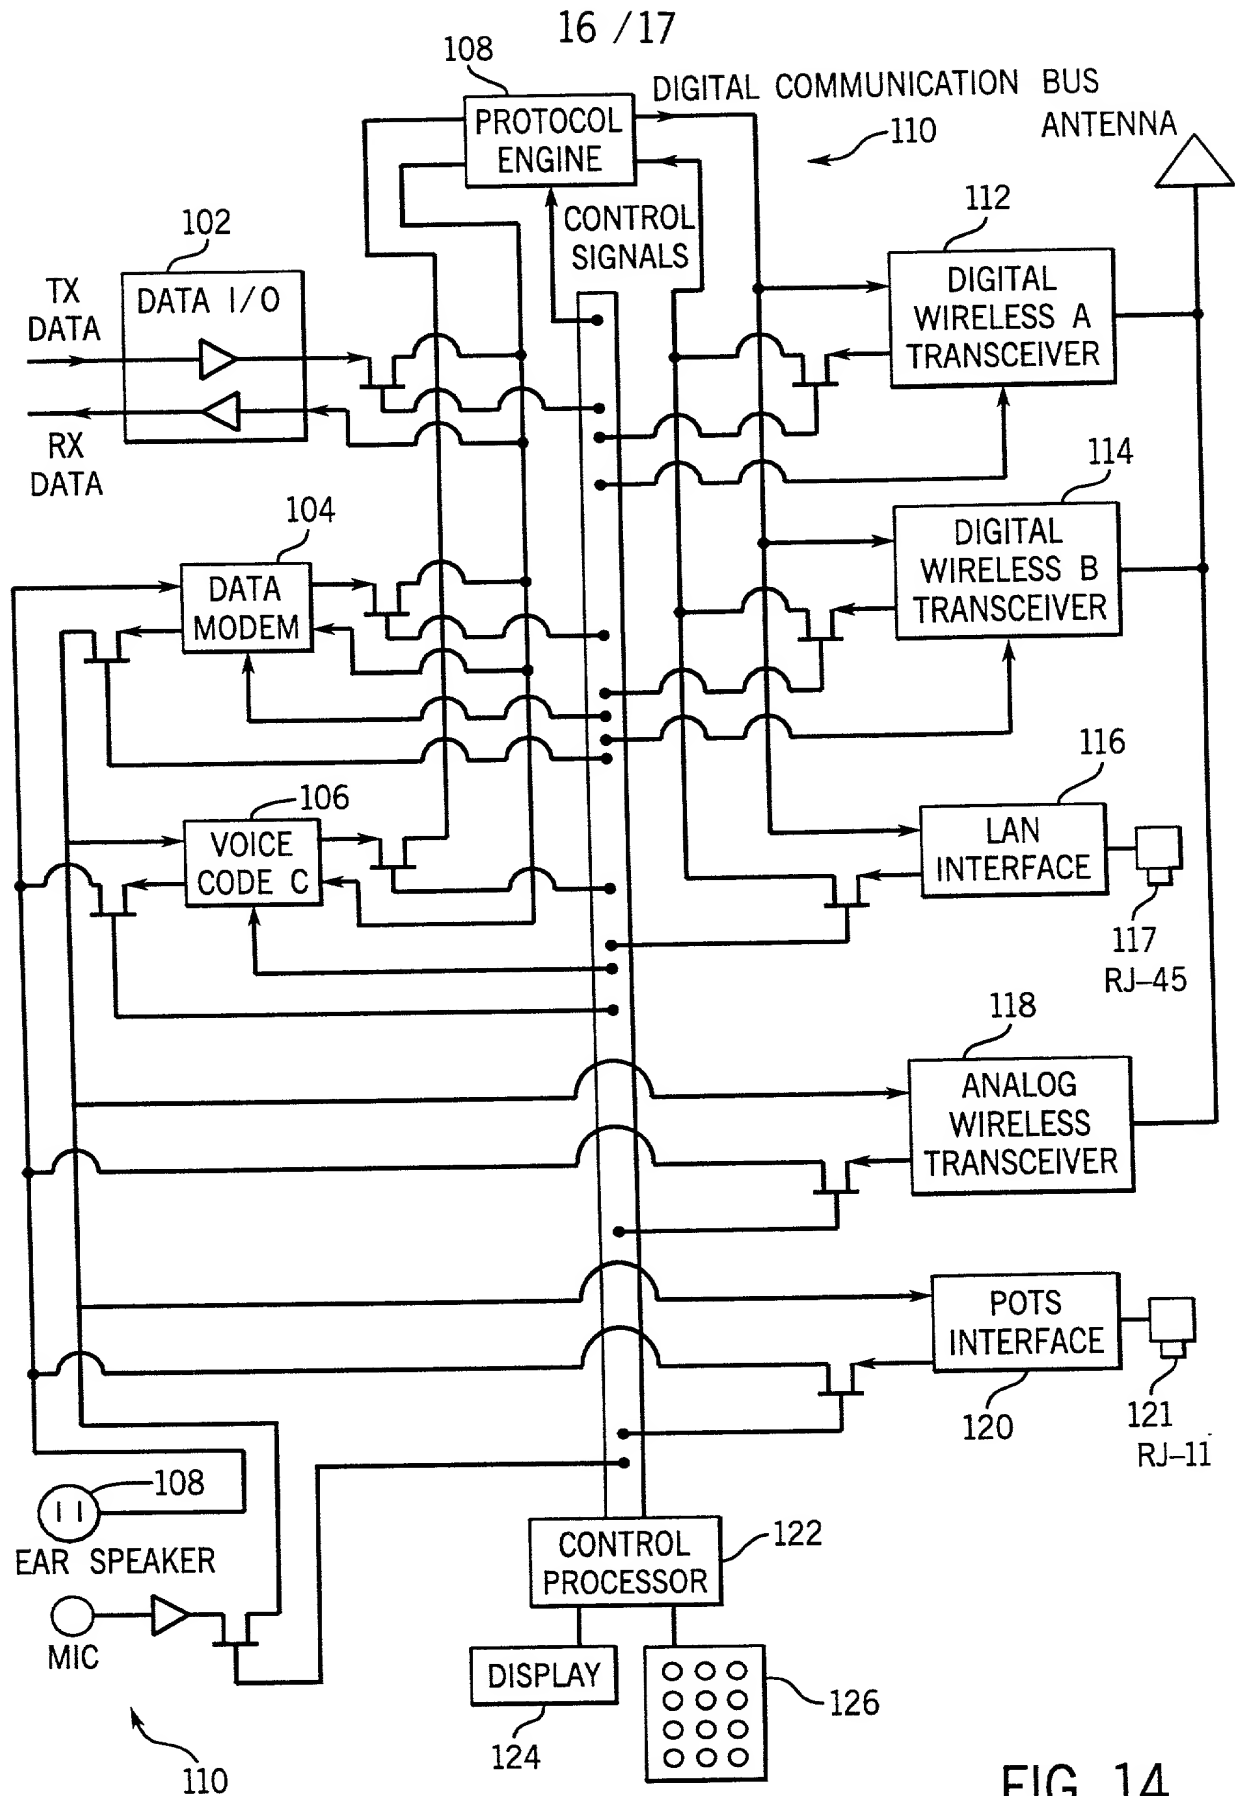 16 /17
108
DIGITAL COMMUNICATION BUS
PROTOCOL
ENGINE
110
ANTENNA
CONTROL
SIGNALS
102
DATA I/O
TX
DATA
RX
DATA
112
DIGITAL
WIRELESS A
TRANSCEIVER
114
DIGITAL
WIRELESS B
TRANSCEIVER
104
DATA
MODEM
106
VOICE
CODE C
116
LAN
INTERFACE
117
RJ-45
118
ANALOG
WIRELESS
TRANSCEIVER
POTS
INTERFACE
120
121
RJ-11
108
EAR SPEAKER
MIC
110
CONTROL
PROCESSOR
122
DISPLAY
124
126
FIG. 14